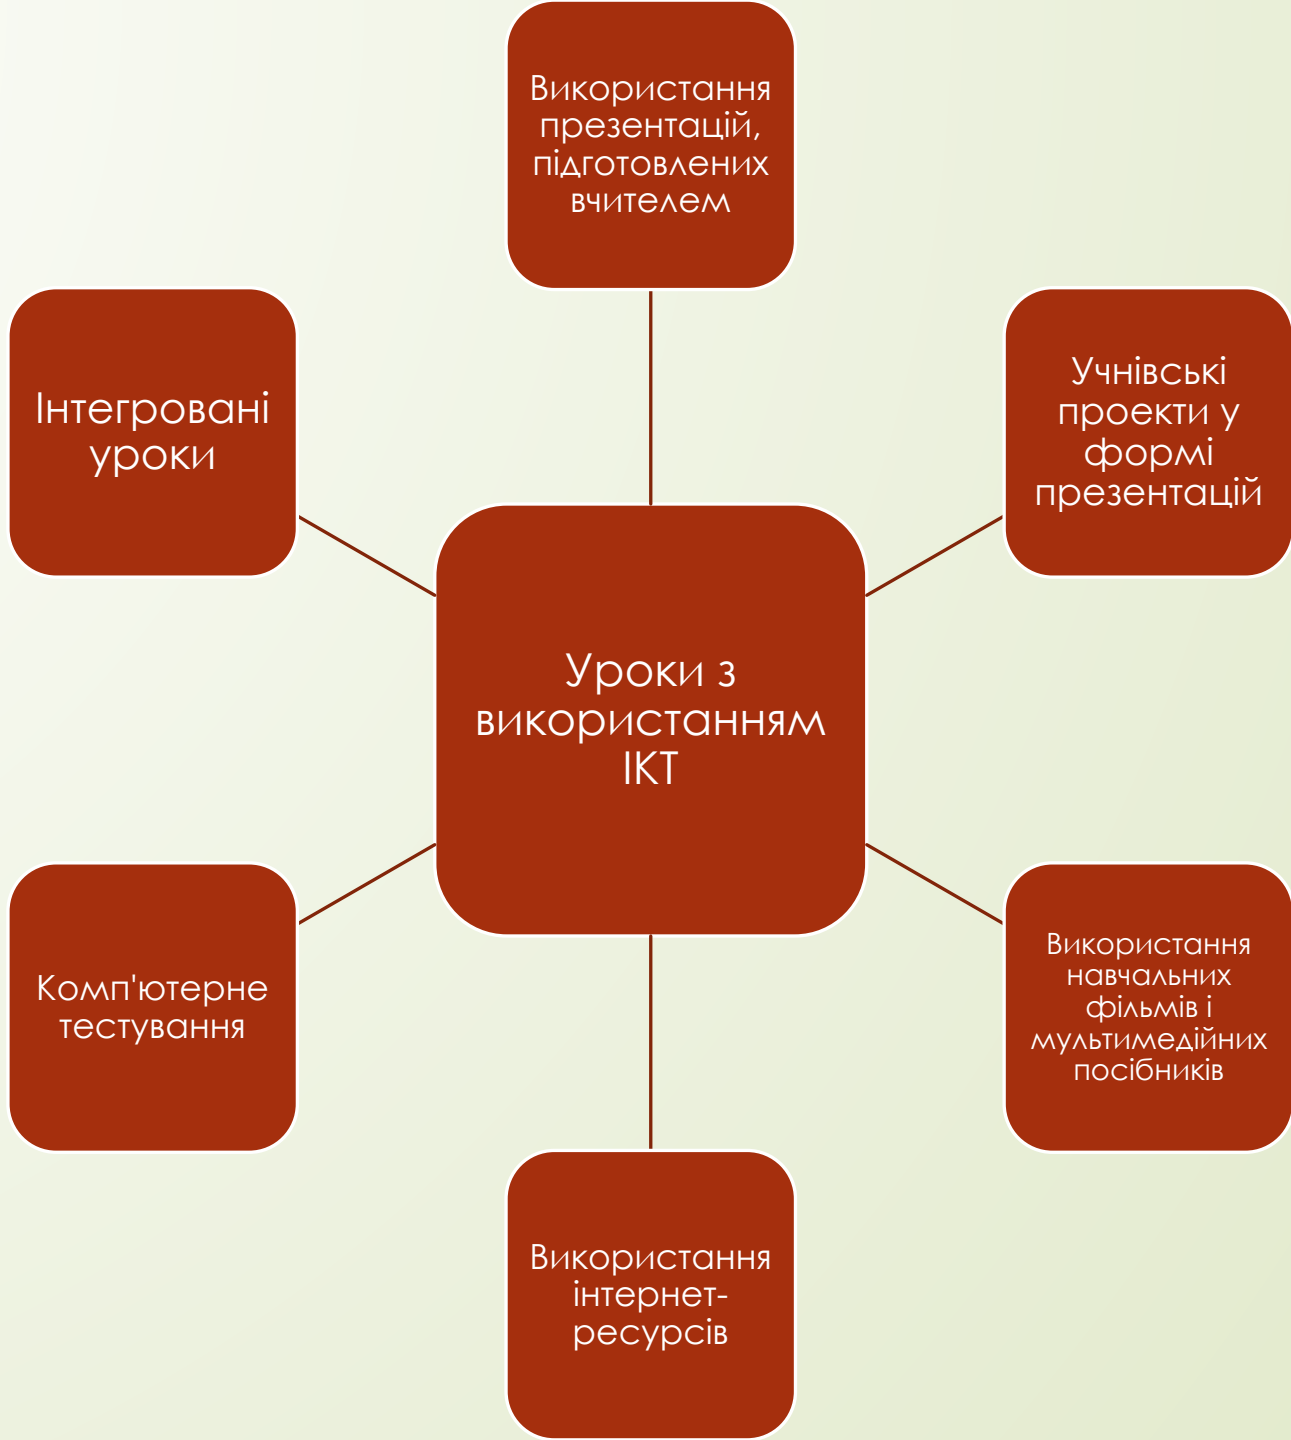 Використання
презентацій,
підготовлених
вчителем
Інтегровані
уроки
Учнівські
проекти у
формі
презентацій
Уроки з
використанням
ІКТ
Комп'ютерне
тестування
Використання
навчальних
фільмів і
мультимедійних
посібників
Використання
інтернет-
ресурсів